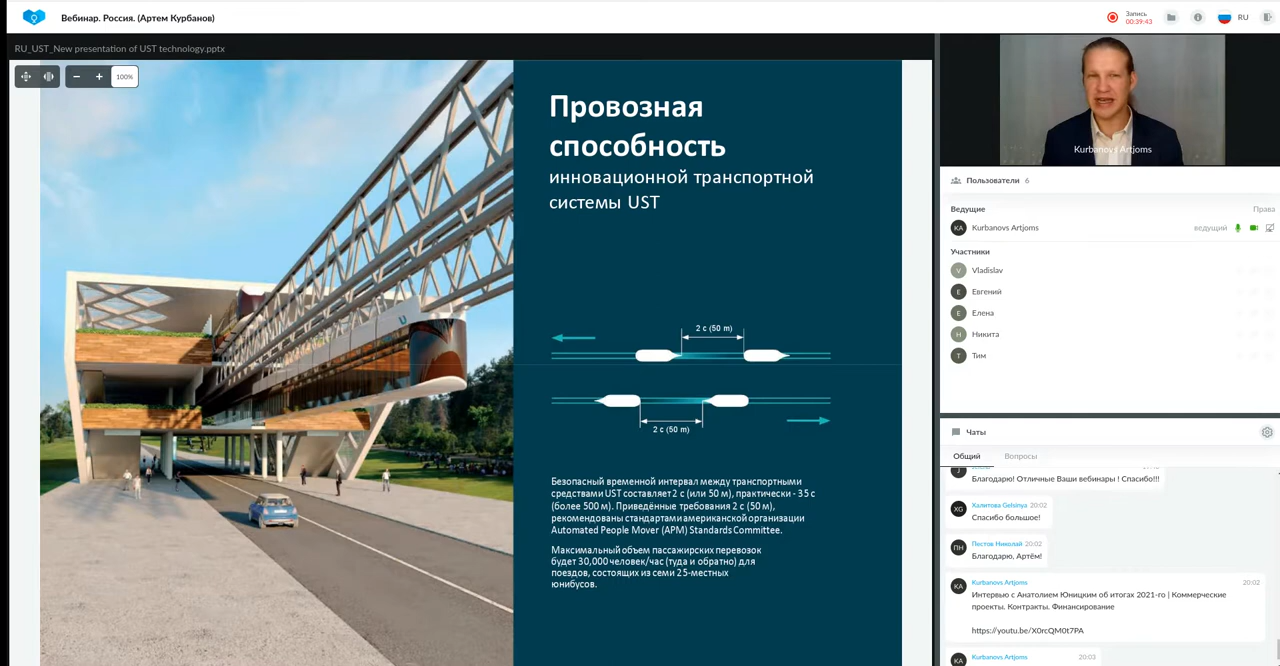 Вебинар. Россия. (Артем Курбанов)
Запись
00:39:43
RU
RU_UST_New presentation of UST technology.pptx
100%
Провозная
способность
инновационной транспортной
системы UST
2 с (50 m)
2 с (50 m)
Безопасный временной интервал между транспортными
средствами UST составляет 2 с (или 50 м), практически - 35 с
(более 500 м). Приведённые требования 2 с (50 м),
рекомендованы стандартами американской организации
Automated People Mover (APM) Standards Committee.
Максимальный объем пассажирских перевозок
будет 30,000 человек/час (туда и обратно) для
поездов, состоящих из семи 25-местных
юнибусов.
Kurbanovs Artjoms
Пользователи 6
Ведущие
Права
KA Kurbanovs Artjoms ведущий
Участники
V Vladislav
Е Евгений
Е Елена
Н Никита
Т Тим
Чаты
Общий Вопросы
Благодарю! Отличные Ваши вебинары ! Спасибо!!!
XG Халитова Gelsinya 20:02
Спасибо большое!
ПН Пестов Николай 20:02
Благодарю, Артём!
KA Kurbanovs Artjoms 20:02
Интервью с Анатолием Юницким об итогах 2021-го | Коммерческие
проекты. Контракты. Финансирование
https://youtu.be/X0rcQM0t7PA
KA Kurbanovs Artjoms 20:03